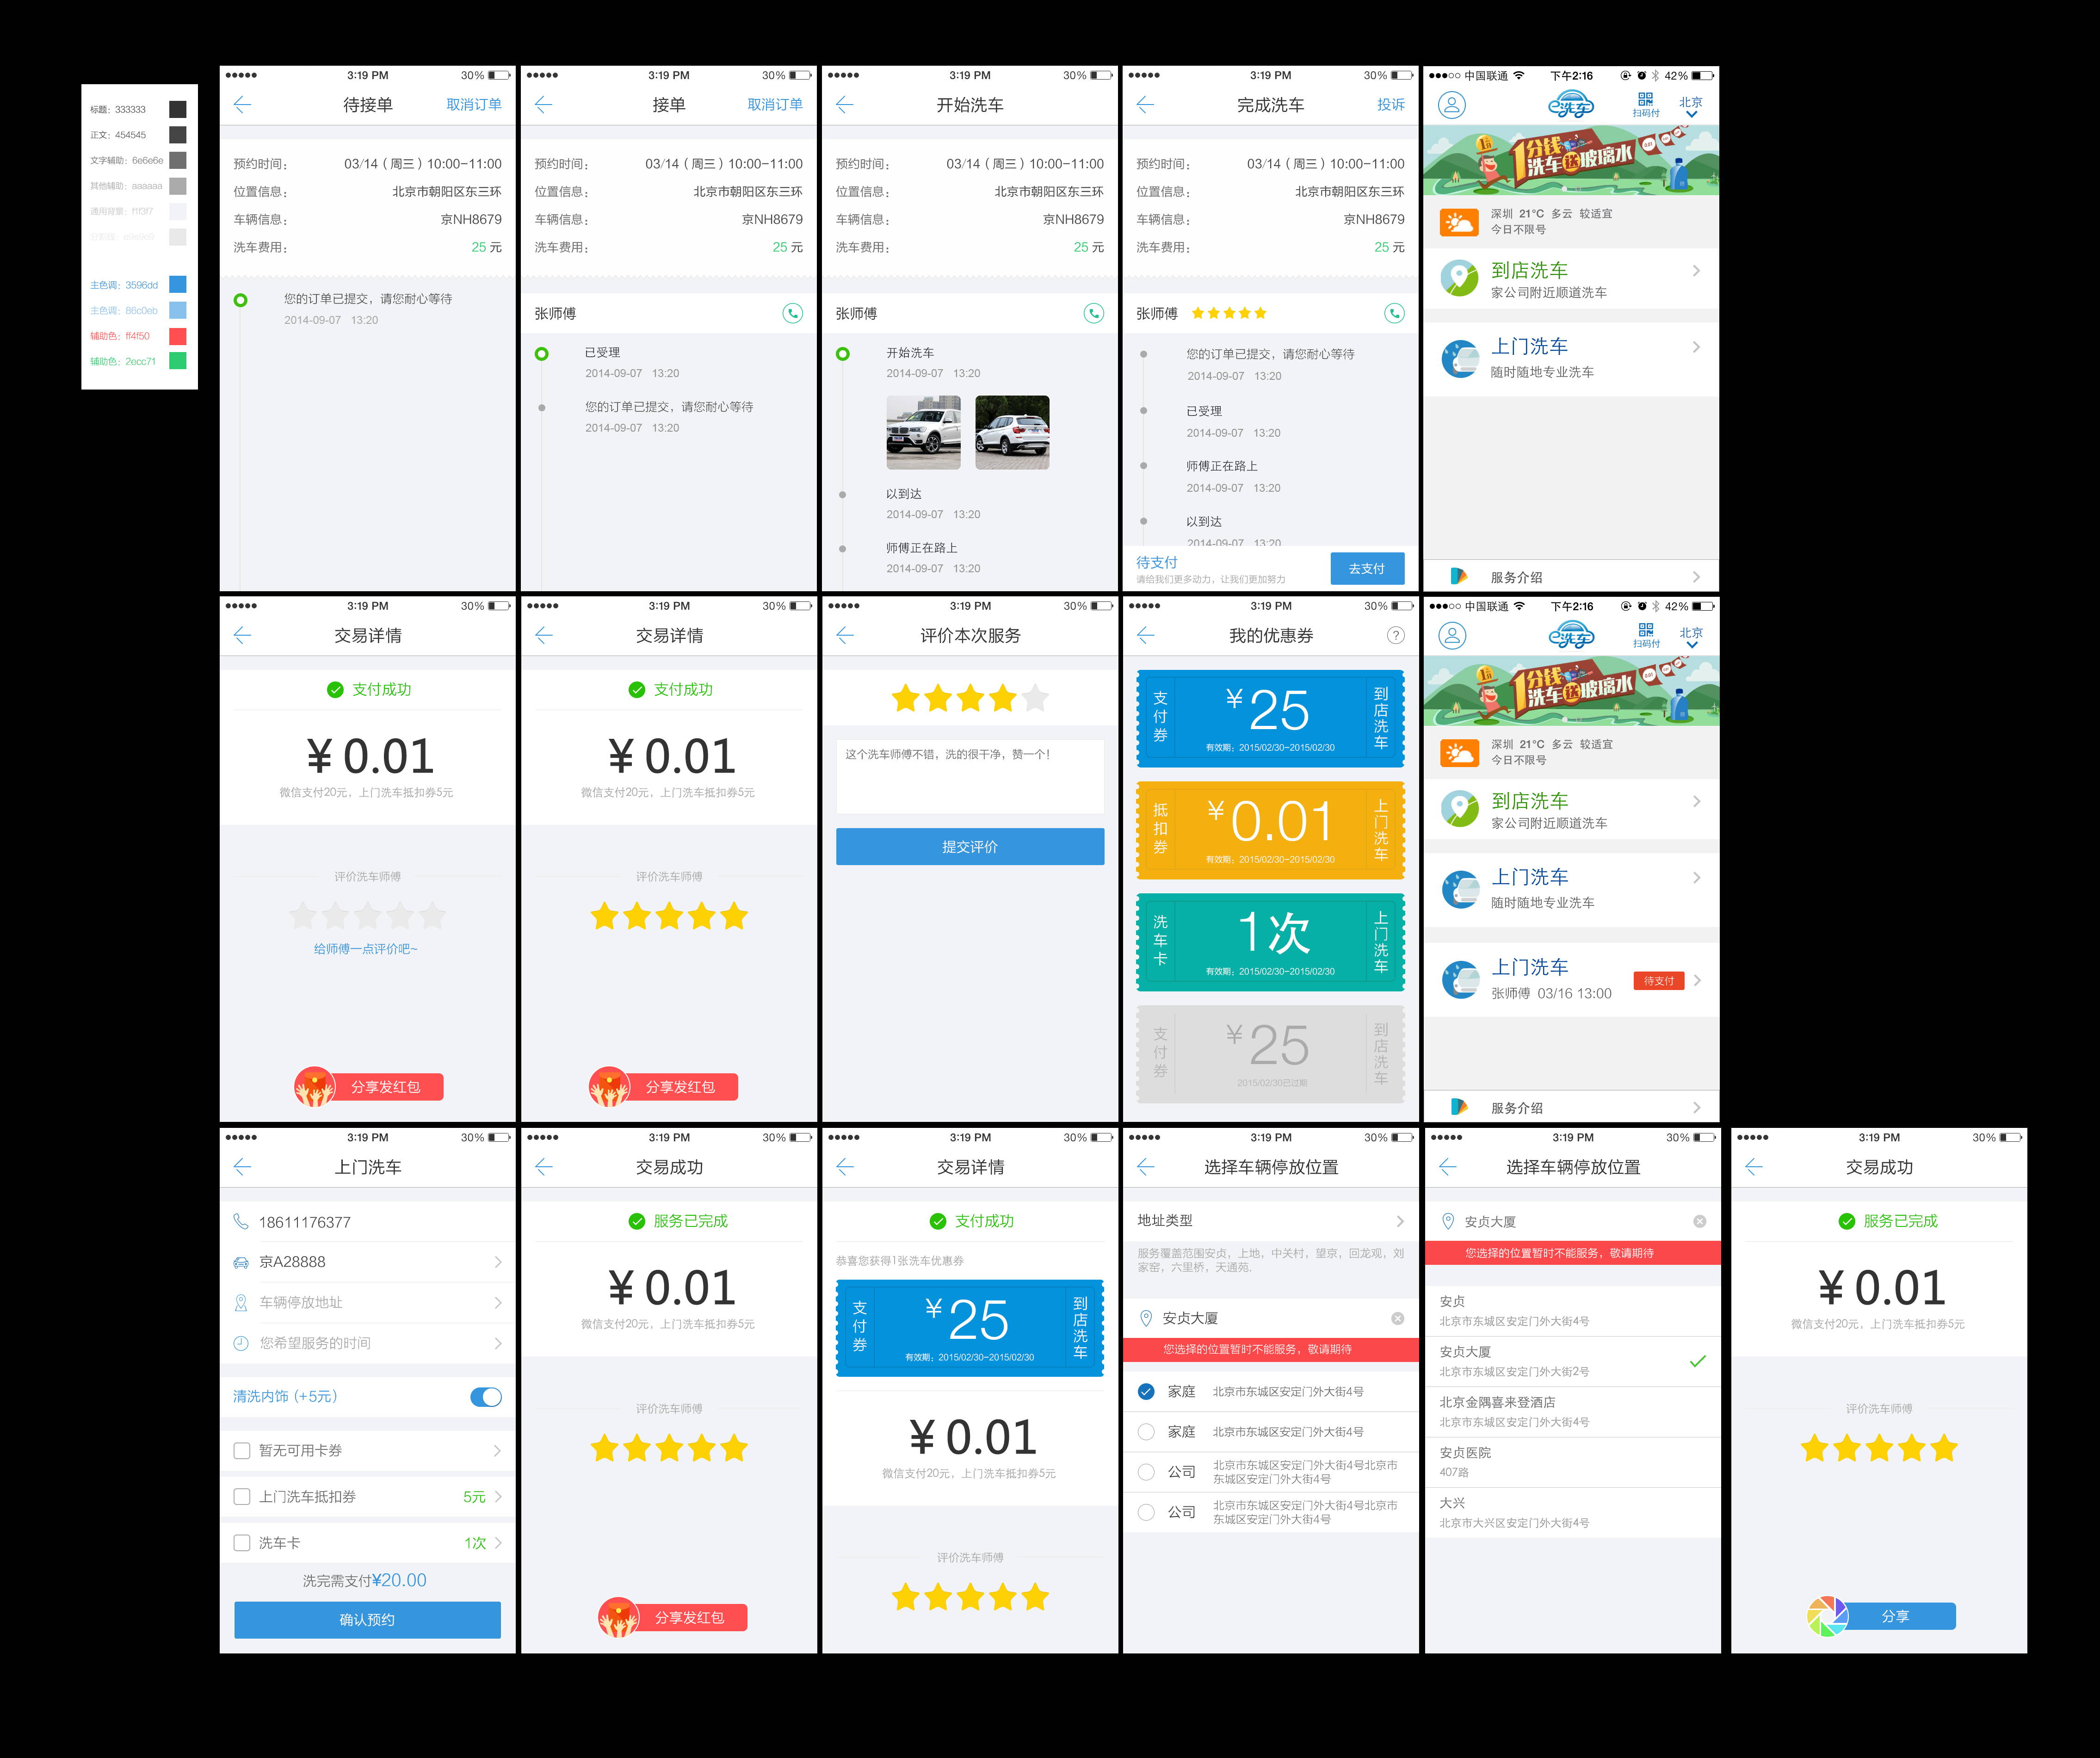 标题：333333
正文：454545
文字辅助：6e6e6e
其他辅助：aaaaaa
通用背景：f1f3f7
主色调：3596dd
主色调：86c0eb
辅助色：ff4f50
辅助色：2ecc71
3:19 PM 30%
待接单 取消订单
预约时间： 03/14（周三）10:00-11:00
位置信息： 北京市朝阳区东三环
车辆信息： 京NH8679
洗车费用： 25 元
您的订单已提交，请您耐心等待
2014-09-07 13:20
3:19 PM 30%
接单 取消订单
预约时间： 03/14（周三）10:00-11:00
位置信息： 北京市朝阳区东三环
车辆信息： 京NH8679
洗车费用： 25 元
张师傅
已受理
2014-09-07 13:20
您的订单已提交，请您耐心等待
2014-09-07 13:20
3:19 PM 30%
开始洗车
预约时间： 03/14（周三）10:00-11:00
位置信息： 北京市朝阳区东三环
车辆信息： 京NH8679
洗车费用： 25 元
张师傅
开始洗车
2014-09-07 13:20
以到达
2014-09-07 13:20
师傅正在路上
2014-09-07 13:20
3:19 PM 30%
完成洗车 投诉
预约时间： 03/14（周三）10:00-11:00
位置信息： 北京市朝阳区东三环
车辆信息： 京NH8679
洗车费用： 25 元
张师傅
您的订单已提交，请您耐心等待
2014-09-07 13:20
已受理
2014-09-07 13:20
师傅正在路上
2014-09-07 13:20
以到达
2014-09-07 13:20
待支付
请给我们更多动力，让我们更加努力
去支付
中国联通 下午2:16 42%
e洗车 扫码付 北京
1分钱
洗车送玻璃水
深圳 21°C 多云 较适宜
今日不限号
到店洗车
家公司附近顺道洗车
上门洗车
随时随地专业洗车
服务介绍
3:19 PM 30%
交易详情
支付成功
¥ 0.01
微信支付20元，上门洗车抵扣券5元
评价洗车师傅
给师傅一点评价吧~
分享发红包
3:19 PM 30%
交易详情
支付成功
¥ 0.01
微信支付20元，上门洗车抵扣券5元
评价洗车师傅
分享发红包
3:19 PM 30%
评价本次服务
这个洗车师傅不错，洗的很干净，赞一个！
提交评价
3:19 PM 30%
我的优惠券 ?
支付券 ¥25 到店洗车
有效期：2015/02/30-2015/02/30
抵扣券 ¥0.01 上门洗车
有效期：2015/02/30-2015/02/30
洗车卡 1次 上门洗车
有效期：2015/02/30-2015/02/30
支付券 ¥25 到店洗车
2015/02/30已过期
中国联通 下午2:16 42%
e洗车 扫码付 北京
1分钱
洗车送玻璃水
深圳 21°C 多云 较适宜
今日不限号
到店洗车
家公司附近顺道洗车
上门洗车
随时随地专业洗车
上门洗车
张师傅 03/16 13:00 待支付
服务介绍
3:19 PM 30%
上门洗车
18611176377
京A28888
车辆停放地址
您希望服务的时间
清洗内饰（+5元）
暂无可用卡券
上门洗车抵扣券 5元
洗车卡 1次
洗完需支付¥20.00
确认预约
3:19 PM 30%
交易成功
服务已完成
¥ 0.01
微信支付20元，上门洗车抵扣券5元
评价洗车师傅
分享发红包
3:19 PM 30%
交易详情
支付成功
恭喜您获得1张洗车优惠券
支付券 ¥25 到店洗车
有效期：2015/02/30-2015/02/30
¥ 0.01
微信支付20元，上门洗车抵扣券5元
评价洗车师傅
3:19 PM 30%
选择车辆停放位置
地址类型
服务覆盖范围安贞，上地，中关村，望京，回龙观，刘
家窑，六里桥，天通苑.
安贞大厦
您选择的位置暂时不能服务，敬请期待
家庭 北京市东城区安定门外大街4号
家庭 北京市东城区安定门外大街4号
公司 北京市东城区安定门外大街4号北京市
东城区安定门外大街4号
公司 北京市东城区安定门外大街4号北京市
东城区安定门外大街4号
3:19 PM 30%
选择车辆停放位置
安贞大厦
您选择的位置暂时不能服务，敬请期待
安贞
北京市东城区安定门外大街4号
安贞大厦
北京市东城区安定门外大街2号
北京金隅喜来登酒店
北京市东城区安定门外大街4号
安贞医院
407路
大兴
北京市大兴区安定门外大街4号
3:19 PM 30%
交易成功
服务已完成
¥ 0.01
微信支付20元，上门洗车抵扣券5元
评价洗车师傅
分享